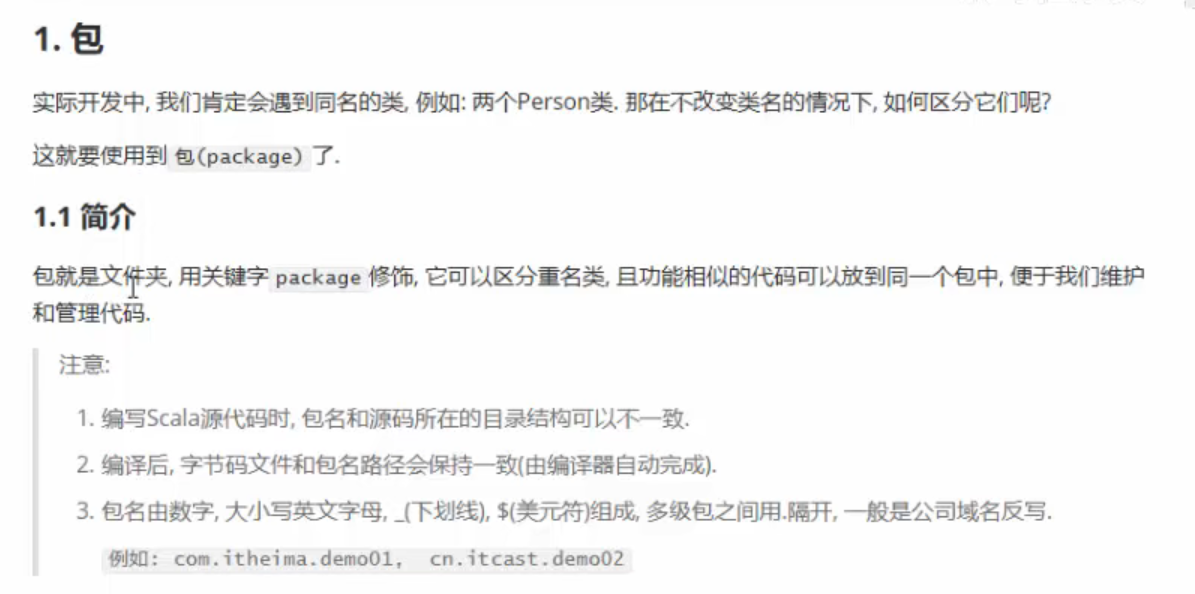 1. 包
实际开发中, 我们肯定会遇到同名的类, 例如: 两个Person类. 那在不改变类名的情况下, 如何区分它们呢?
这就要使用到 包(package) 了.
1.1 简介
包就是文件夹, 用关键字 package 修饰, 它可以区分重名类, 且功能相似的代码可以放到同一个包中, 便于我们维护
和管理代码.
注意:
1. 编写Scala源代码时, 包名和源码所在的目录结构可以不一致.
2. 编译后, 字节码文件和包名路径会保持一致(由编译器自动完成).
3. 包名由数字, 大小写英文字母, _(下划线), $(美元符)组成, 多级包之间用.隔开, 一般是公司域名反写.
例如: com.itheima.demo01, cn.itcast.demo02